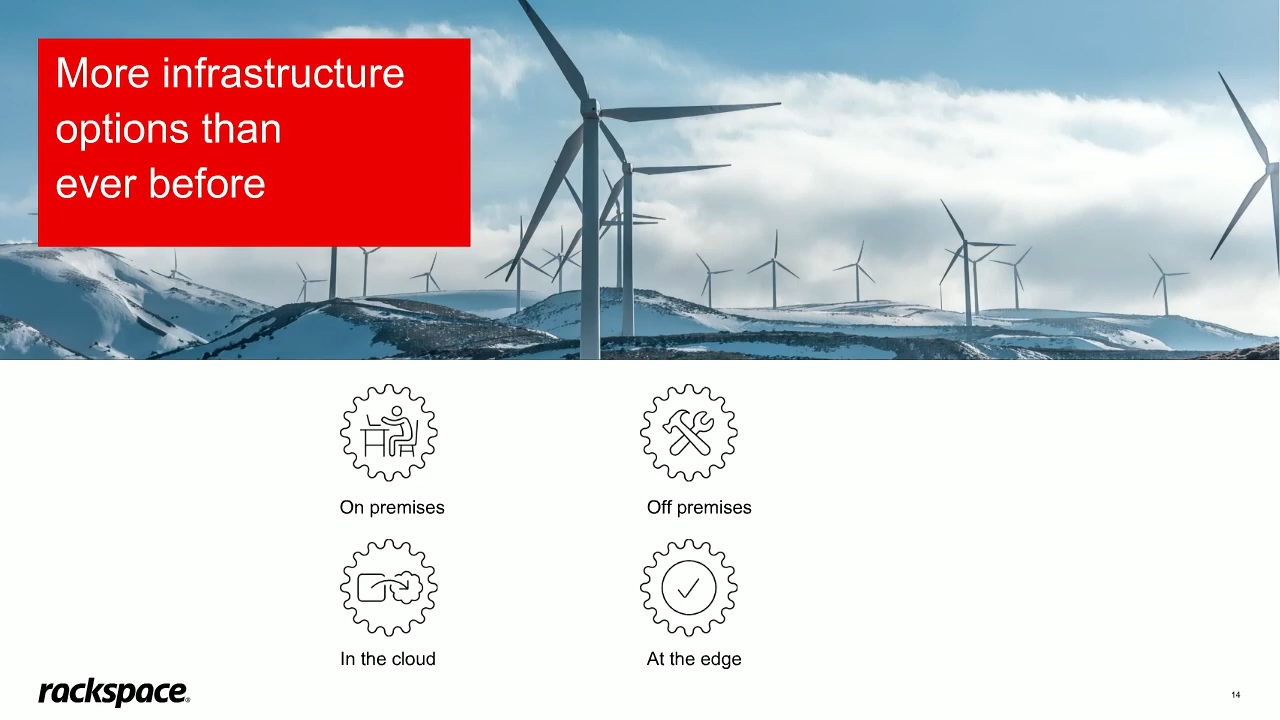 More infrastructure
options than
ever before
On premises
Off premises
In the cloud
At the edge
rackspace®
14